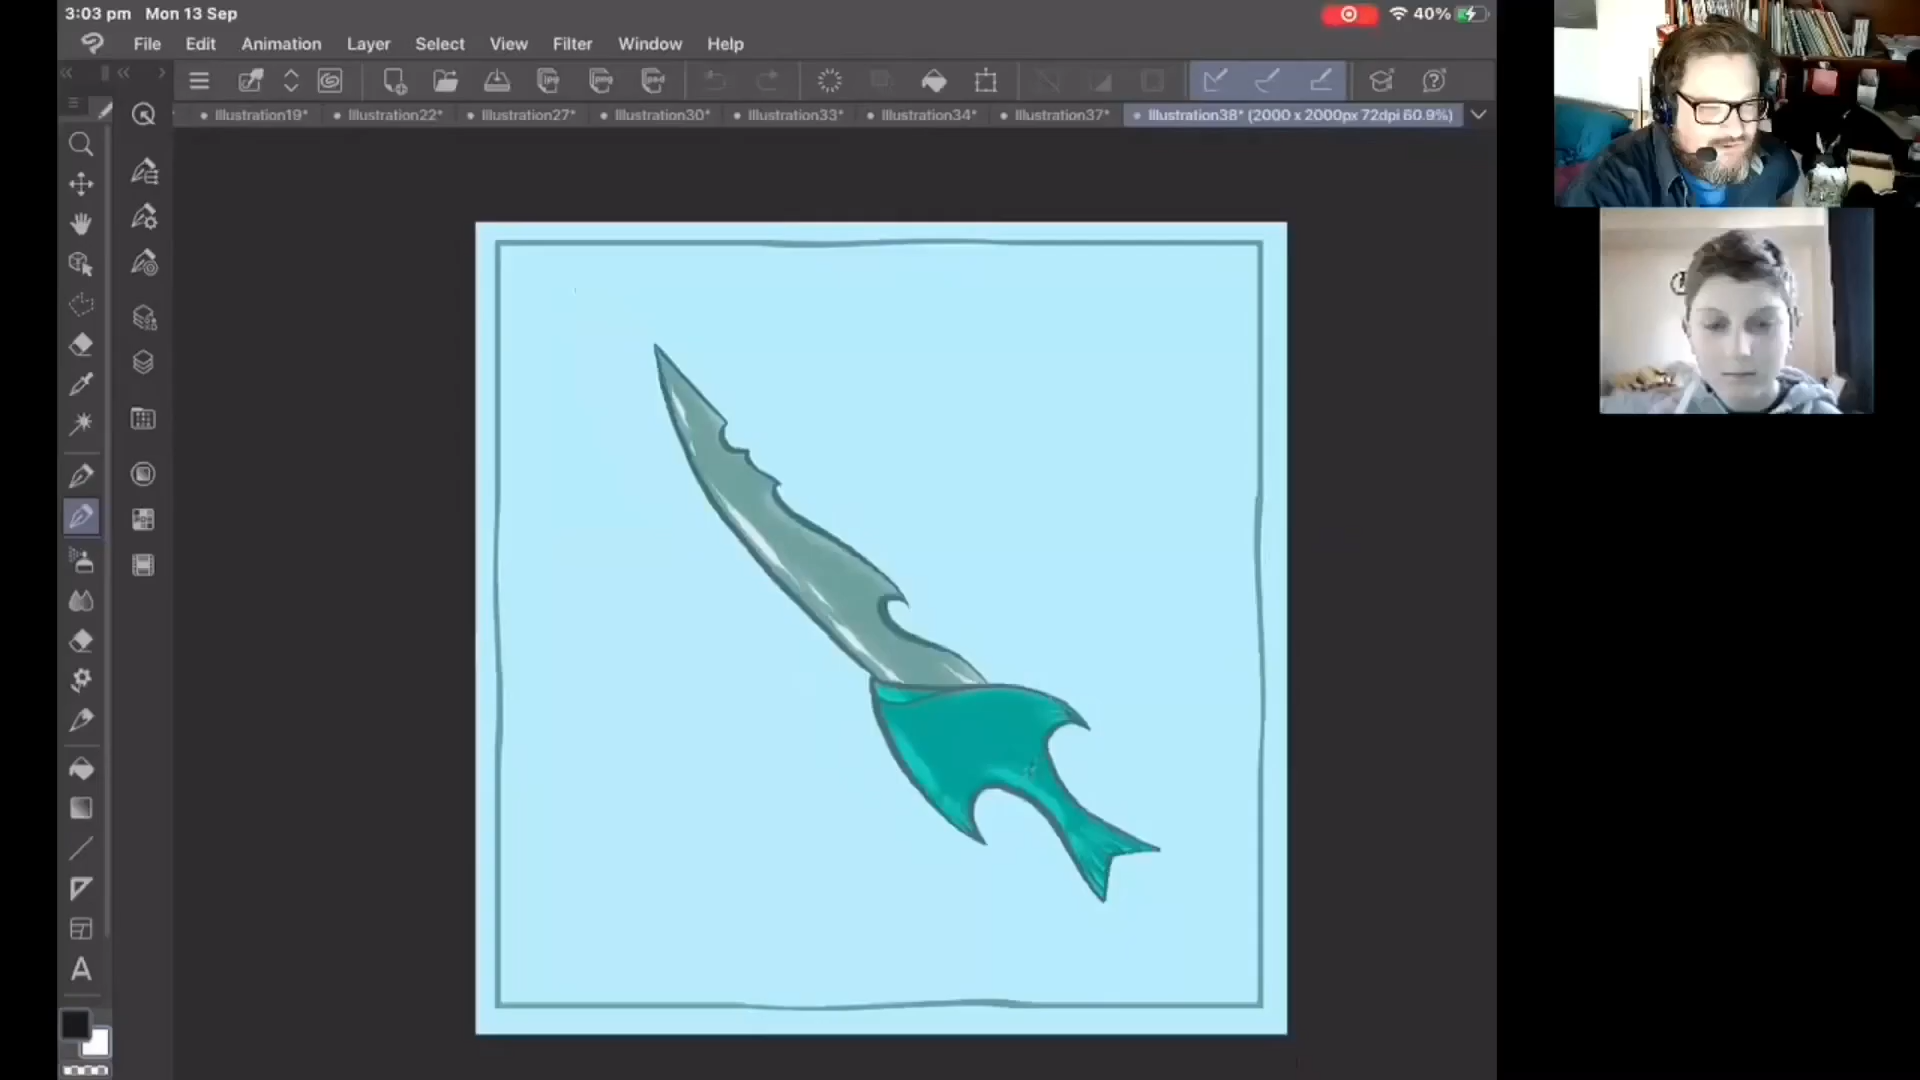 3:03 pm Mon 13 Sep
40%
File Edit Animation Layer Select View Filter Window Help
Illustration19* Illustration22* Illustration27* Illustration30* Illustration33* Illustration34* Illustration37* Illustration38* (2000 x 2000px 72dpi 60.9%)
A